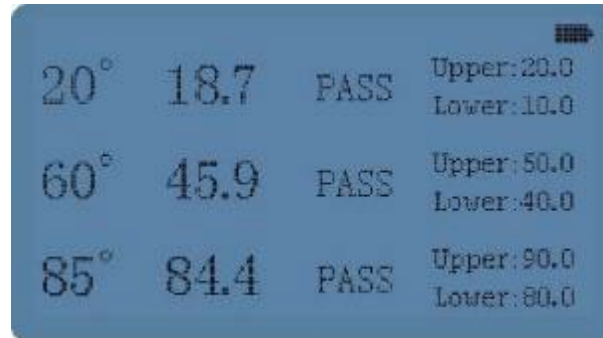 20° 18.7 PASS Upper:20.0
Lower:10.0
60° 45.9 PASS Upper:50.0
Lower:40.0
85° 84.4 PASS Upper:90.0
Lower:80.0